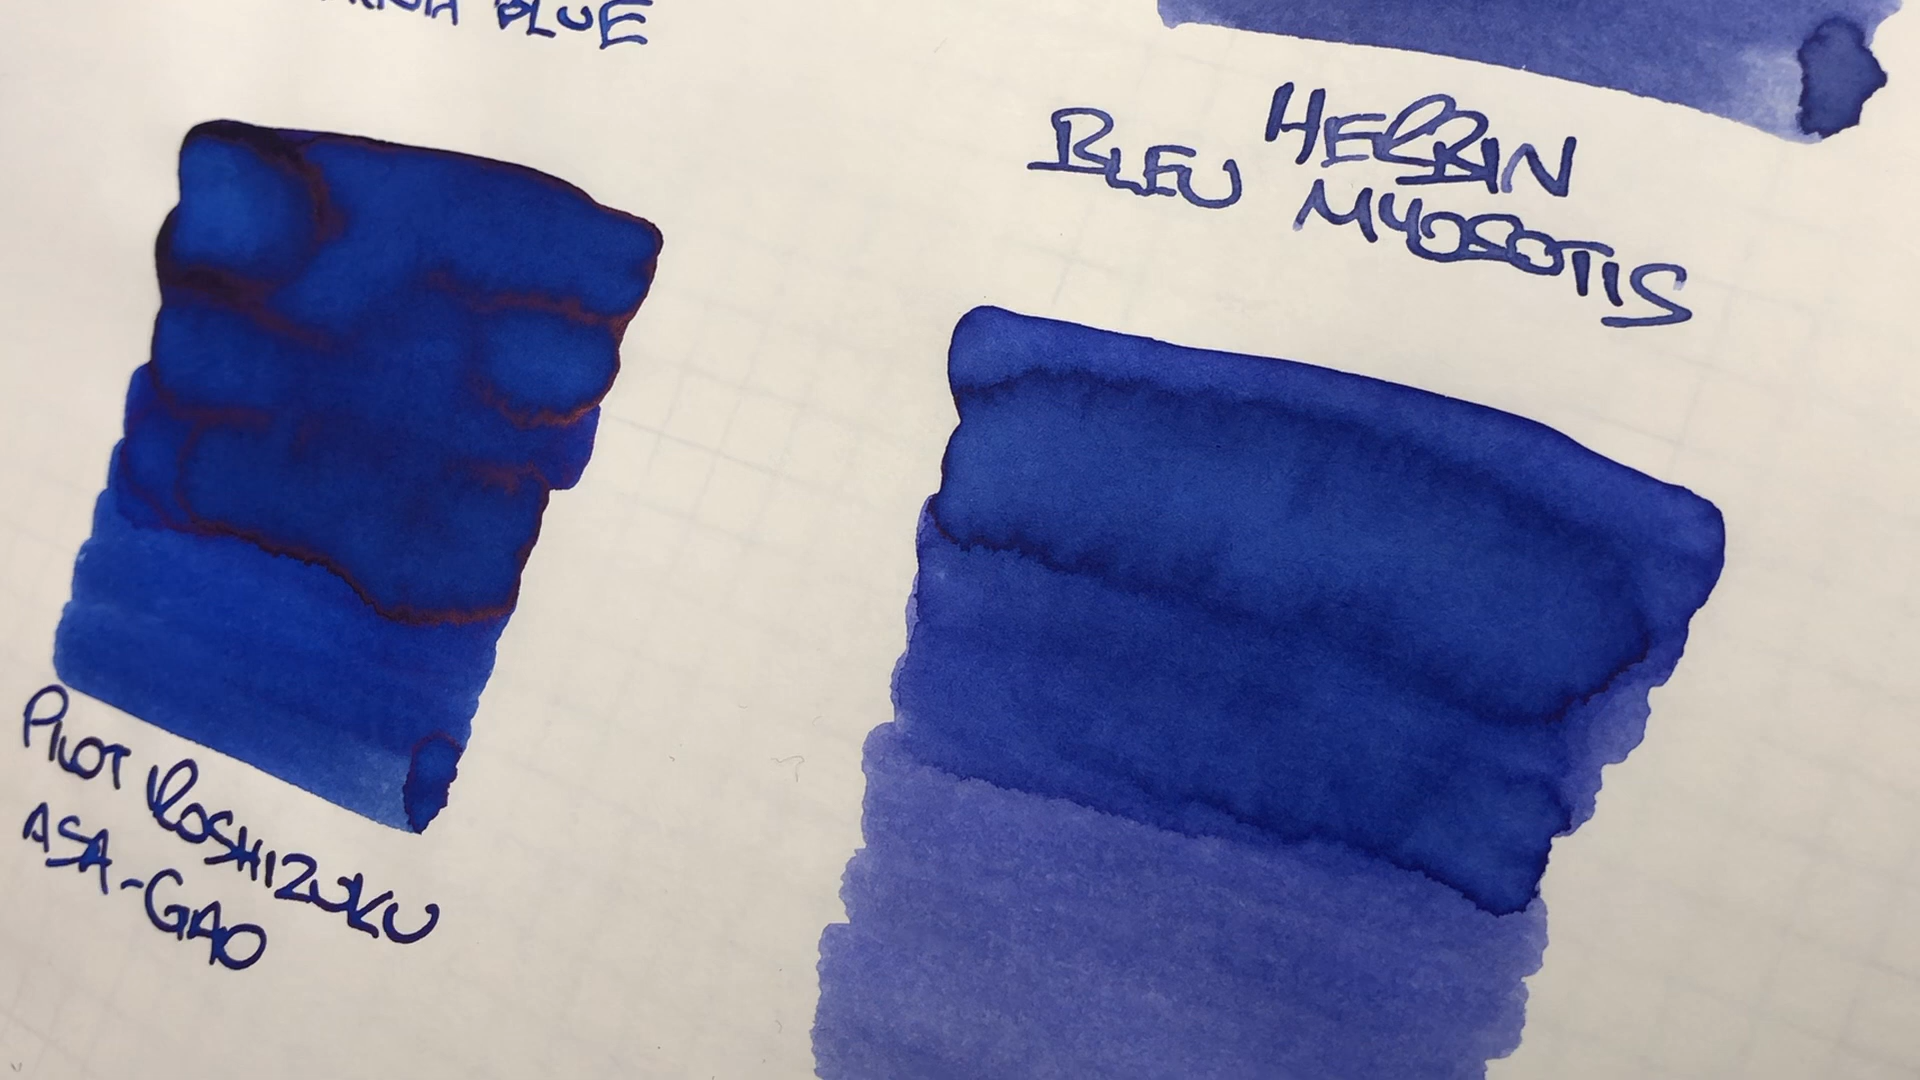 BLUE
HERBIN
BLEU MYOSOTIS
PILOT IROSHIZUKU
ASA-GAO